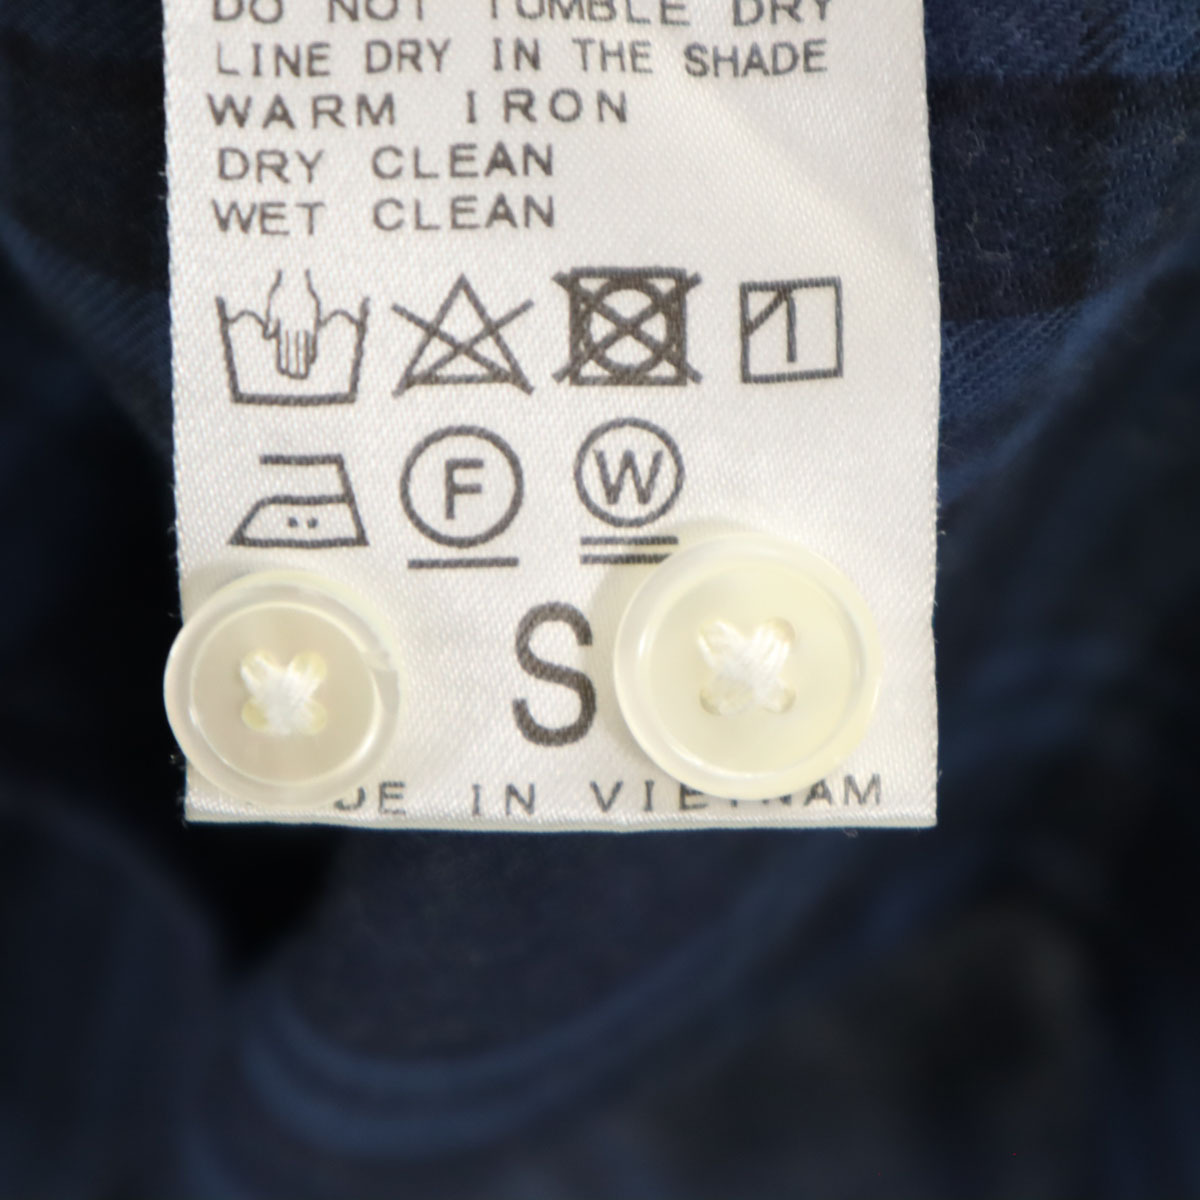 DO NOT TUMBLE DRY
LINE DRY IN THE SHADE
WARM IRON
DRY CLEAN
WET CLEAN
F
W
S
IN VIETNAM